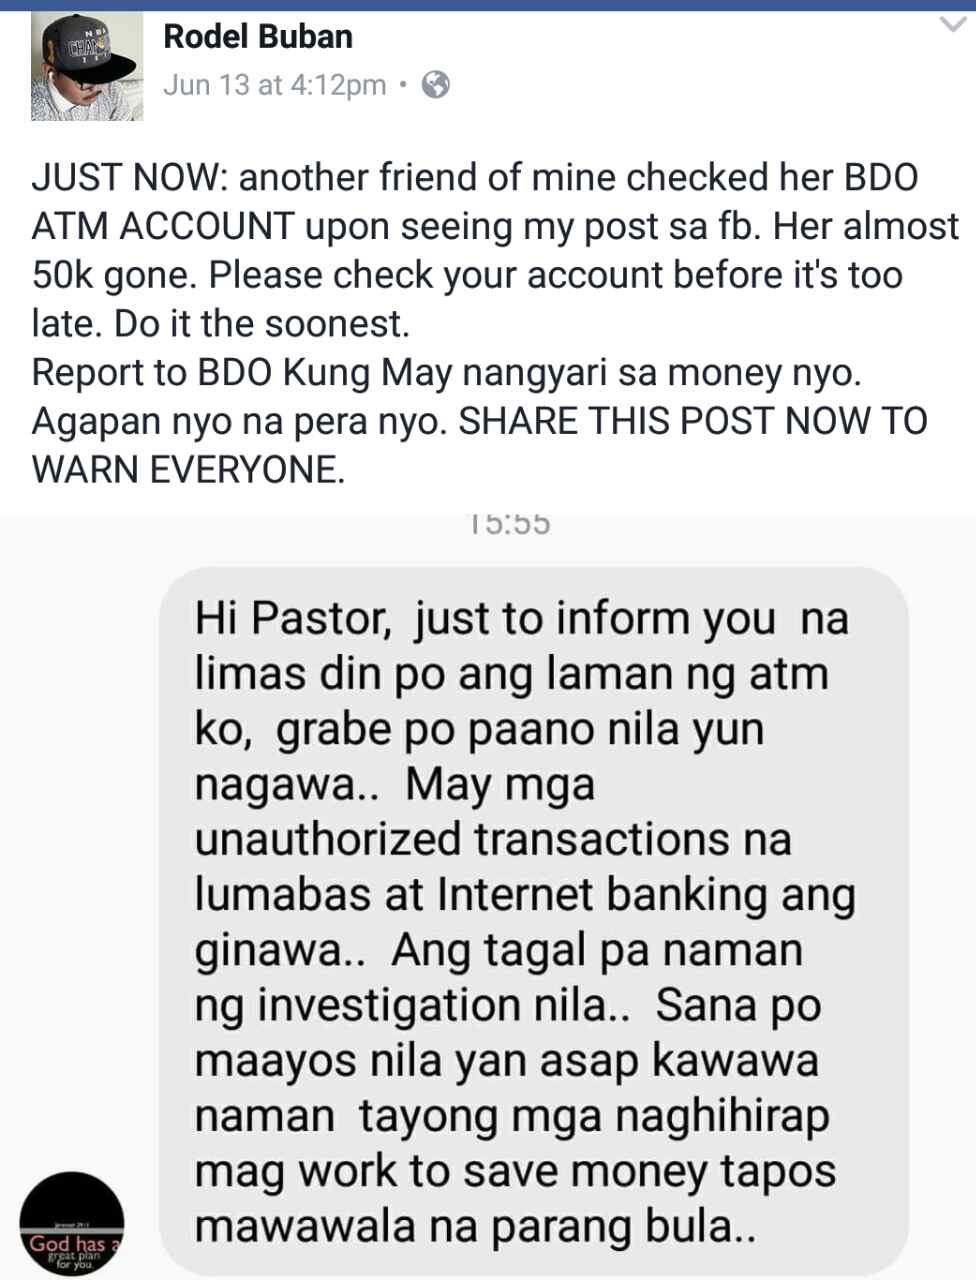 Rodel Buban
Jun 13 at 4:12pm •
JUST NOW: another friend of mine checked her BDO
ATM ACCOUNT upon seeing my post sa fb. Her almost
50k gone. Please check your account before it's too
late. Do it the soonest.
Report to BDO Kung May nangyari sa money nyo.
Agapan nyo na pera nyo. SHARE THIS POST NOW TO
WARN EVERYONE.
15:55
Hi Pastor, just to inform you na
limas din po ang laman ng atm
ko, grabe po paano nila yun
nagawa.. May mga
unauthorized transactions na
lumabas at Internet banking ang
ginawa.. Ang tagal pa naman
ng investigation nila.. Sana po
maayos nila yan asap kawawa
naman tayong mga naghihirap
mag work to save money tapos
mawawala na parang bula..
God has a
great plan
for you.